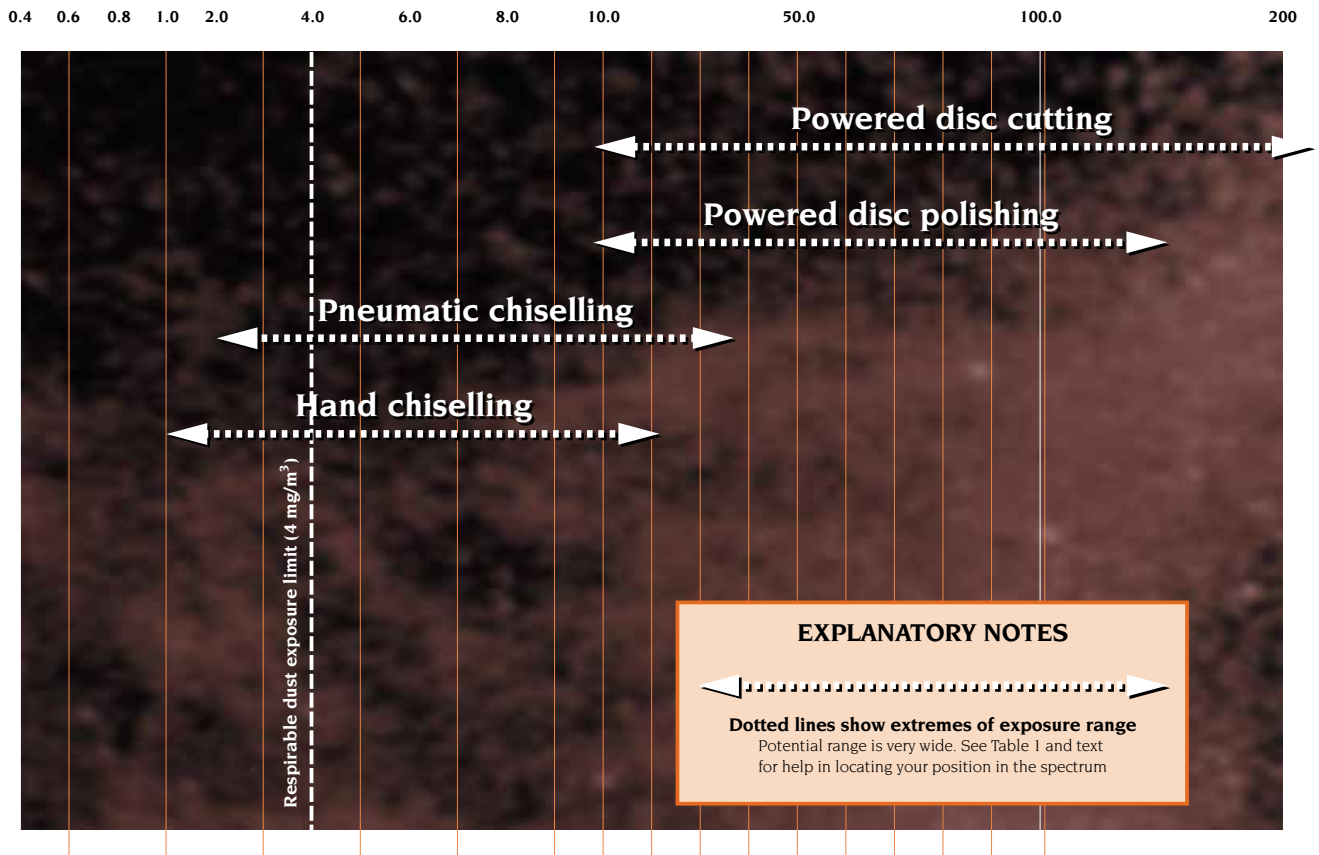 0.4 0.6 0.8 1.0 2.0 4.0 6.0 8.0 10.0 50.0 100.0 200
Powered disc cutting
Powered disc polishing
Pneumatic chiselling
Hand chiselling
Respirable dust exposure limit (4 mg/m³)
EXPLANATORY NOTES
Dotted lines show extremes of exposure range
Potential range is very wide. See Table 1 and text
for help in locating your position in the spectrum